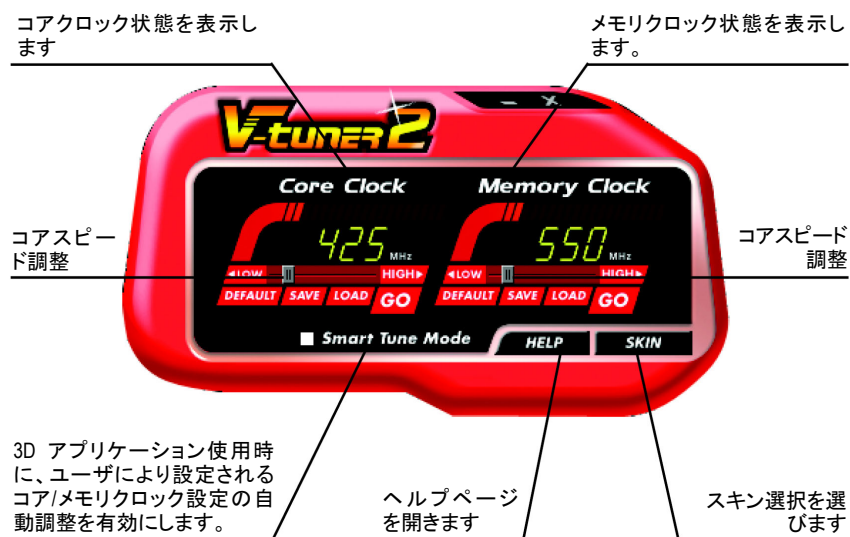 コアクロック状態を表示し
ます
メモリクロック状態を表示し
ます。
- +
V-TUNER2
Core Clock
Memory Clock
コアスピー
ド調整
425 MHz
550 MHz
コアスピード
調整
◀LOW HIGH▶
◀LOW HIGH▶
DEFAULT SAVE LOAD GO
DEFAULT SAVE LOAD GO
Smart Tune Mode
HELP
SKIN
3D アプリケーション使用時
に、ユーザにより設定される
コア/メモリクロック設定の自
動調整を有効にします。
ヘルプページ
を開きます
スキン選択を選
びます